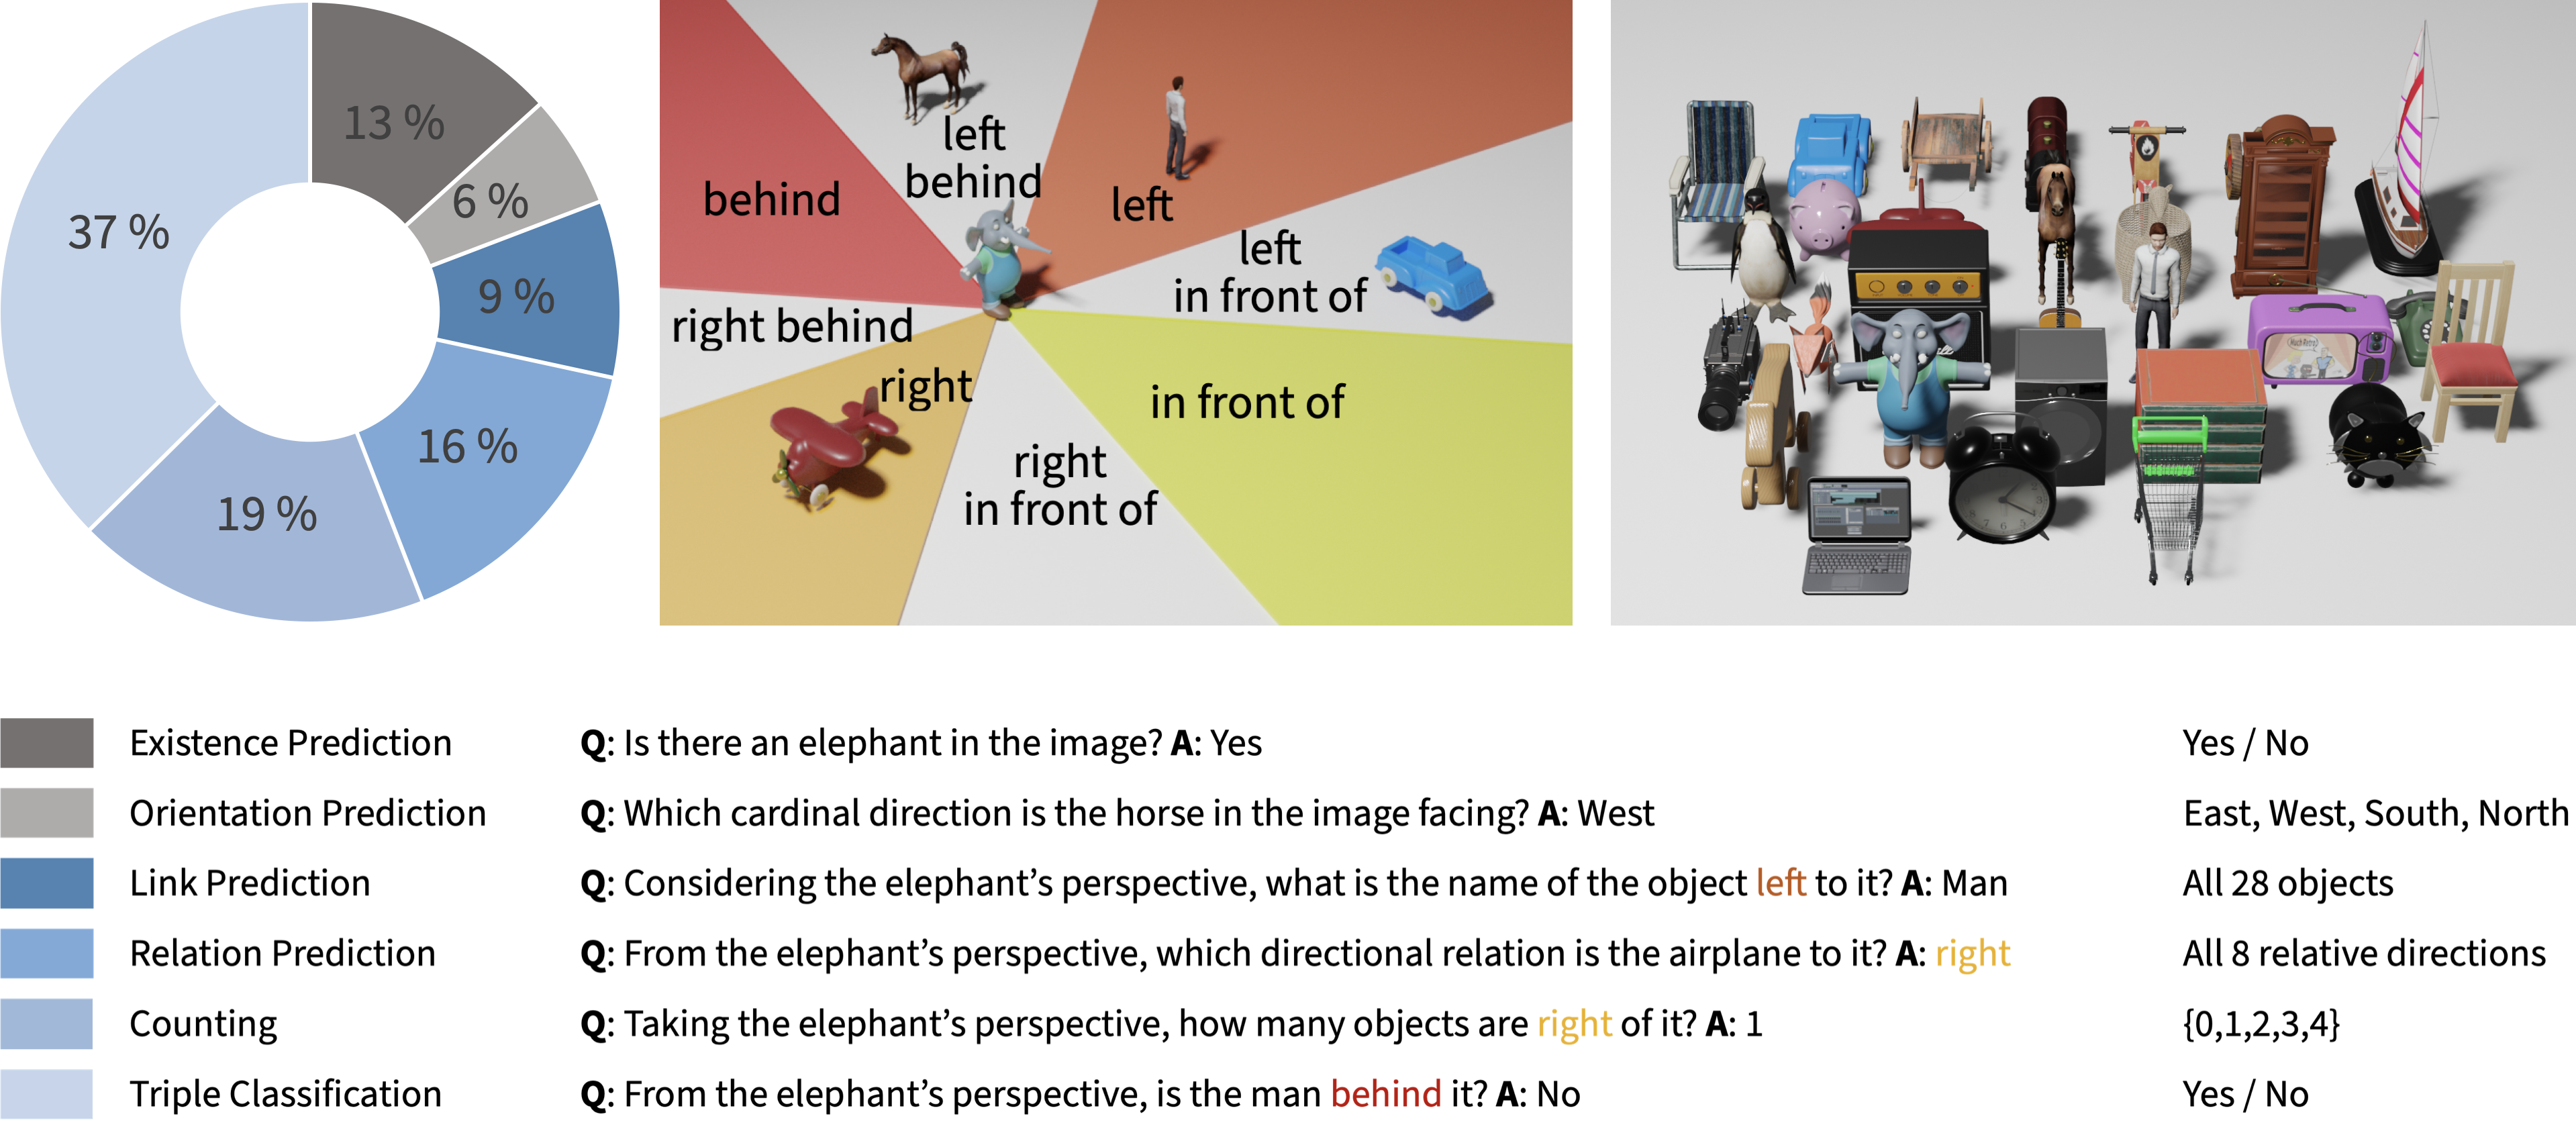 13 %
6 %
9 %
16 %
19 %
37 %
behind
left
behind
left
left
in front of
right behind
right
in front of
right
in front of
Existence Prediction Q: Is there an elephant in the image? A: Yes Yes / No
Orientation Prediction Q: Which cardinal direction is the horse in the image facing? A: West East, West, South, North
Link Prediction Q: Considering the elephant’s perspective, what is the name of the object left to it? A: Man All 28 objects
Relation Prediction Q: From the elephant’s perspective, which directional relation is the airplane to it? A: right All 8 relative directions
Counting Q: Taking the elephant’s perspective, how many objects are right of it? A: 1 {0,1,2,3,4}
Triple Classification Q: From the elephant’s perspective, is the man behind it? A: No Yes / No